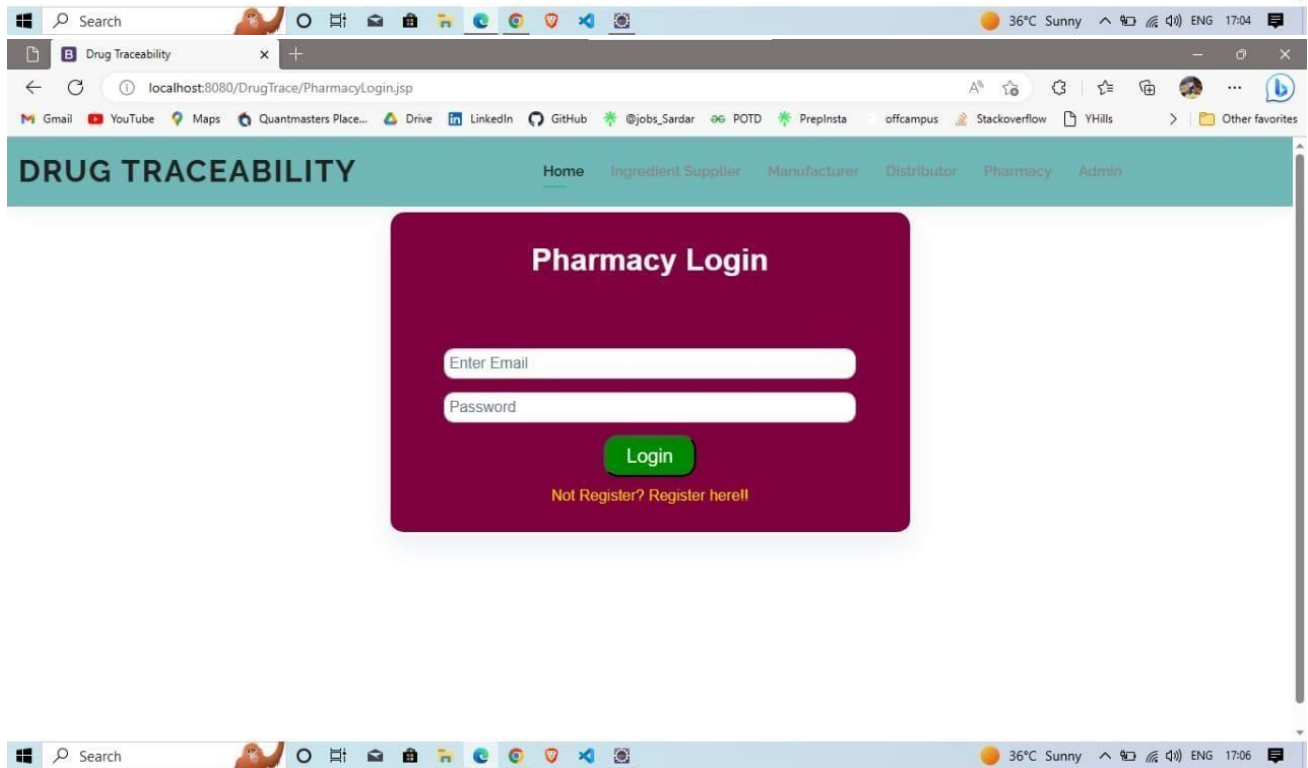 Search 36°C Sunny ENG 17:04
Drug Traceability
localhost:8080/DrugTrace/PharmacyLogin.jsp
Gmail YouTube Maps Quantmasters Place... Drive LinkedIn GitHub @jobs_Sardar POTD PrepInsta offcampus Stackoverflow YHills Other favorites
DRUG TRACEABILITY Home Ingredient Supplier Manufacturer Distributor Pharmacy Admin
Pharmacy Login
Enter Email
Password
Login
Not Register? Register here!!
Search 36°C Sunny ENG 17:06